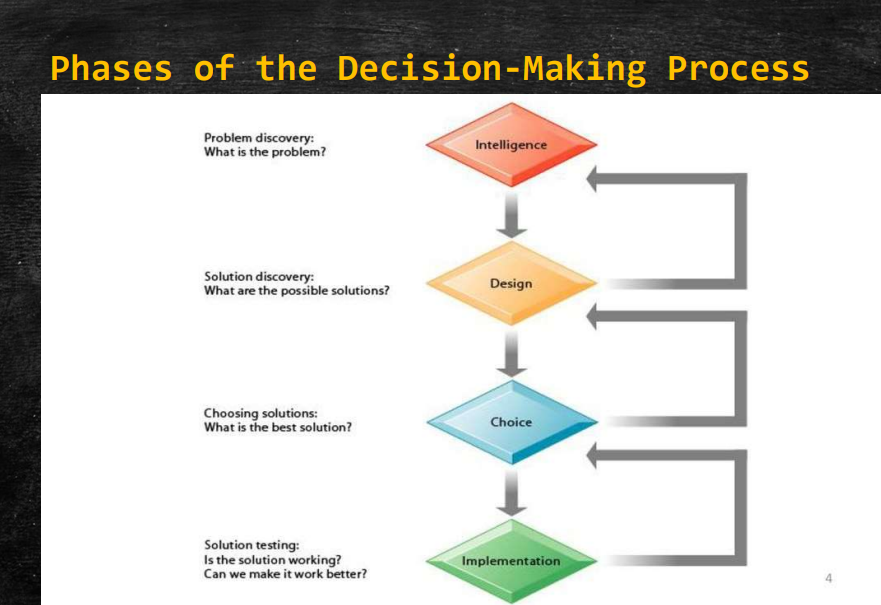 Phases of the Decision-Making Process
Problem discovery:
What is the problem?
Intelligence
Solution discovery:
What are the possible solutions?
Design
Choosing solutions:
What is the best solution?
Choice
Solution testing:
Is the solution working?
Can we make it work better?
Implementation
4